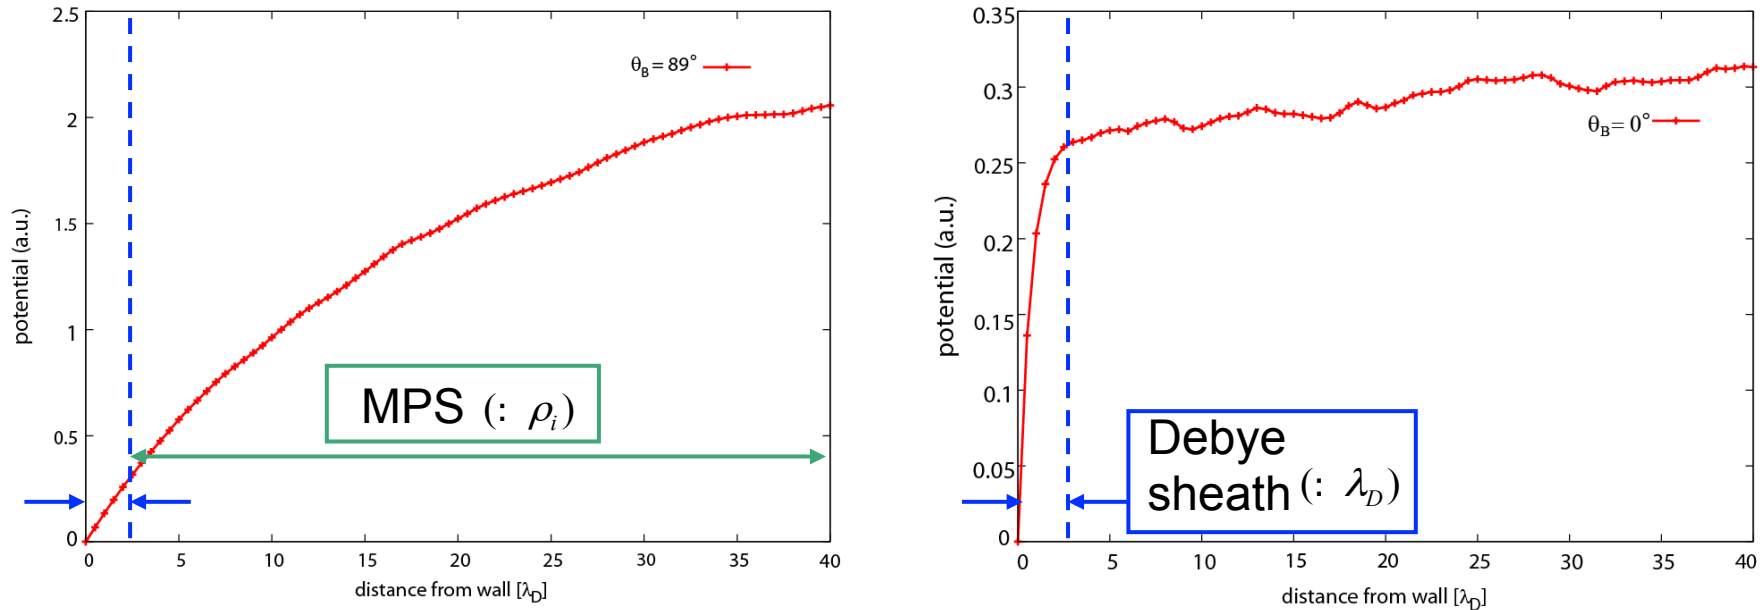 2.5
2
1.5
1
0.5
0
potential (a.u.)
θB = 89°
MPS (: ρi)
0 5 10 15 20 25 30 35 40
distance from wall [λD]
0.35
0.3
0.25
0.2
0.15
0.1
0.05
0
potential (a.u.)
θB = 0°
Debye
sheath (: λD)
0 5 10 15 20 25 30 35 40
distance from wall [λD]